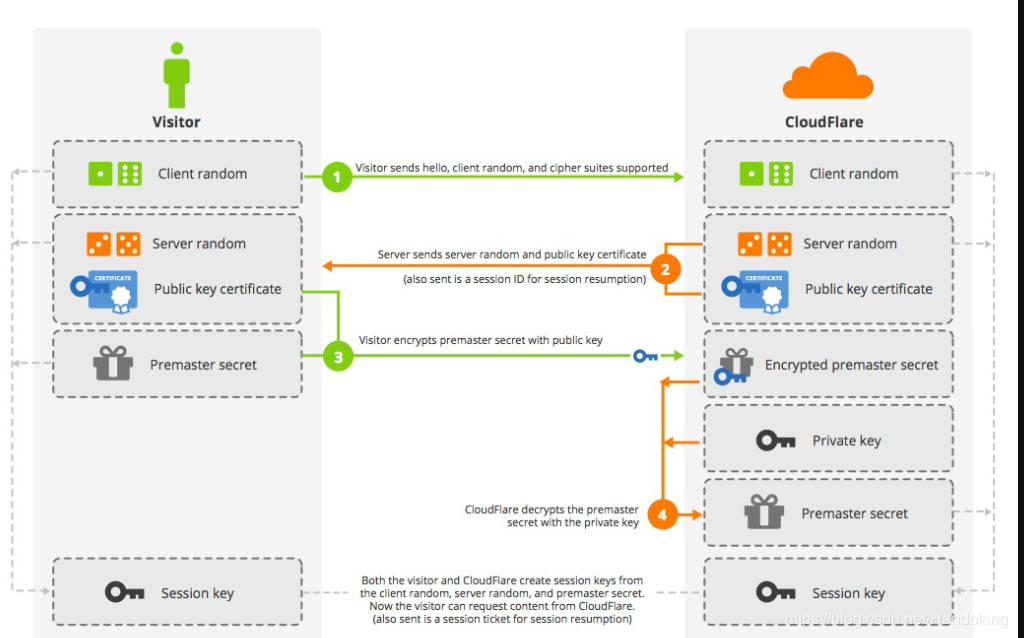 Visitor
CloudFlare
Client random
1
Visitor sends hello, client random, and cipher suites supported
Client random
Server random
Server sends server random and public key certificate
2
Server random
(also sent is a session ID for session resumption)
CERTIFICATE
Public key certificate
CERTIFICATE
Public key certificate
Visitor encrypts premaster secret with public key
3
Premaster secret
Encrypted premaster secret
Private key
CloudFlare decrypts the premaster
secret with the private key
4
Premaster secret
Session key
Both the visitor and CloudFlare create session keys from
the client random, server random, and premaster secret.
Now the visitor can request content from CloudFlare.
(also sent is a session ticket for session resumption)
Session key
https://blog.csdn.net/Handoking